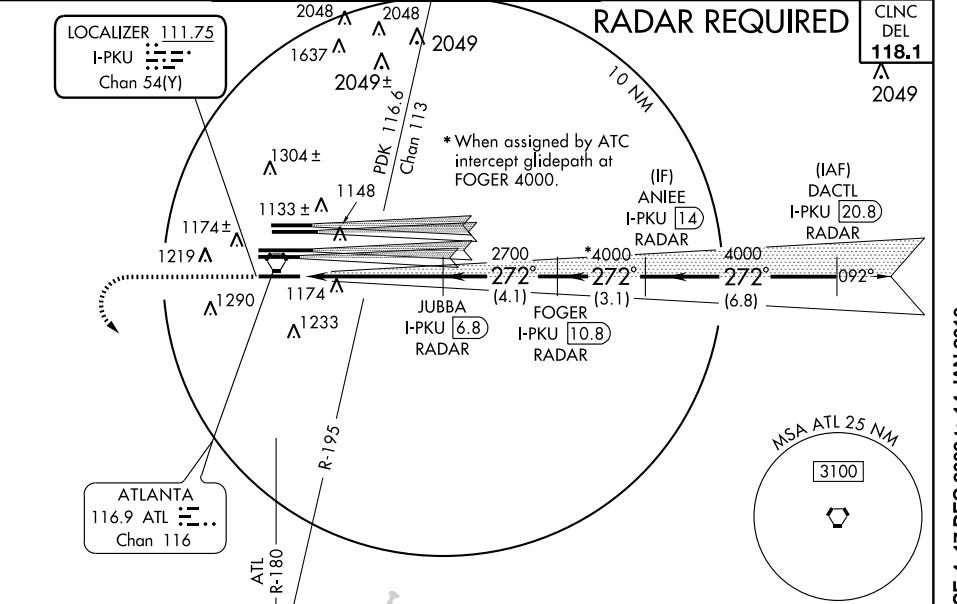 RADAR REQUIRED
CLNC
DEL
118.1
2049
LOCALIZER 111.75
I-PKU
Chan 54(Y)
2048
2048
1637
2049
2049±
10 NM
PDK 116.6
Chan 113
* When assigned by ATC
intercept glidepath at
FOGER 4000.
1304 ±
1148
1133 ±
1174±
1219
1290
1174
1233
(IF)
ANIEE
I-PKU 14
RADAR
(IAF)
DACTL
I-PKU 20.8
RADAR
2700
*4000
4000
272°
272°
272°
092°
(4.1)
(3.1)
(6.8)
JUBBA
I-PKU 6.8
RADAR
FOGER
I-PKU 10.8
RADAR
R-195
ATL
R-180
ATLANTA
116.9 ATL
Chan 116
MSA ATL 25 NM
3100